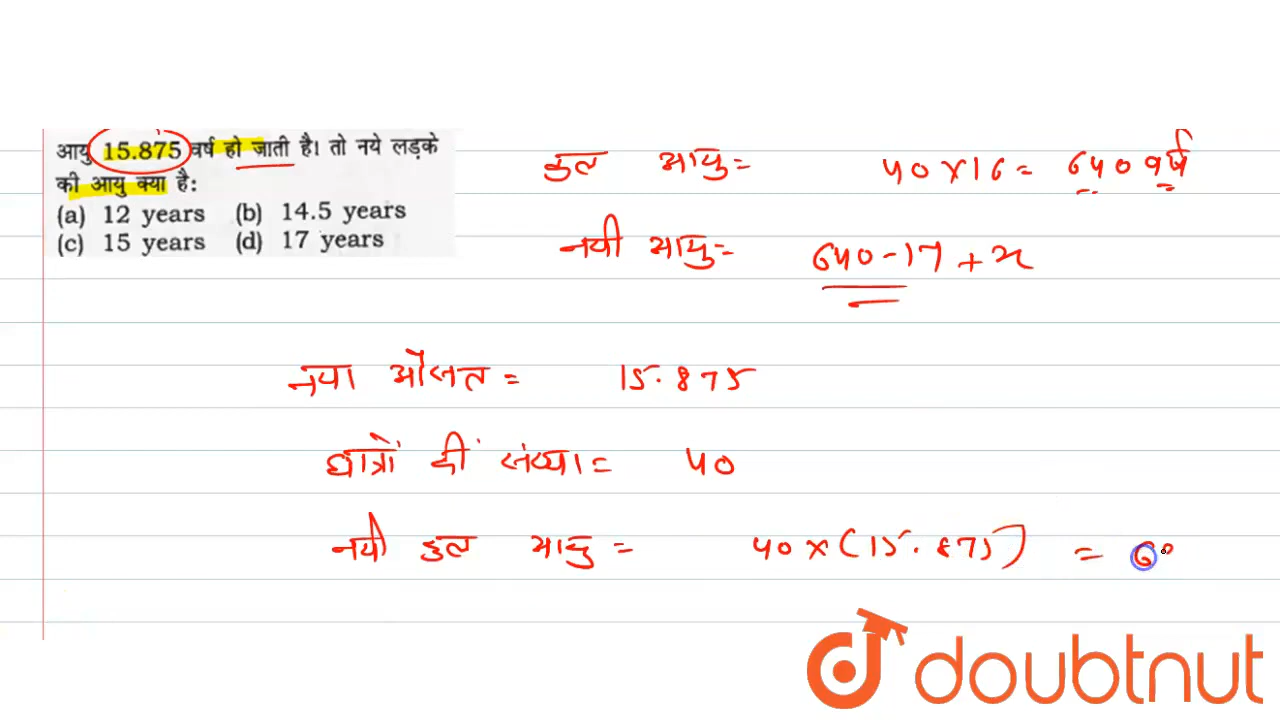 आयु 15.875 वर्ष हो जाती है। तो नये लड़के
की आयु क्या है:
(a) 12 years (b) 14.5 years
(c) 15 years (d) 17 years
कुल आयु = 40 x 16 = 640 वर्ष
नयी आयु = 640 - 17 + x
नया औसत = 15.875
छात्रों की संख्या = 40
नयी कुल आयु = 40 x (15.875) = 6
doubtnut